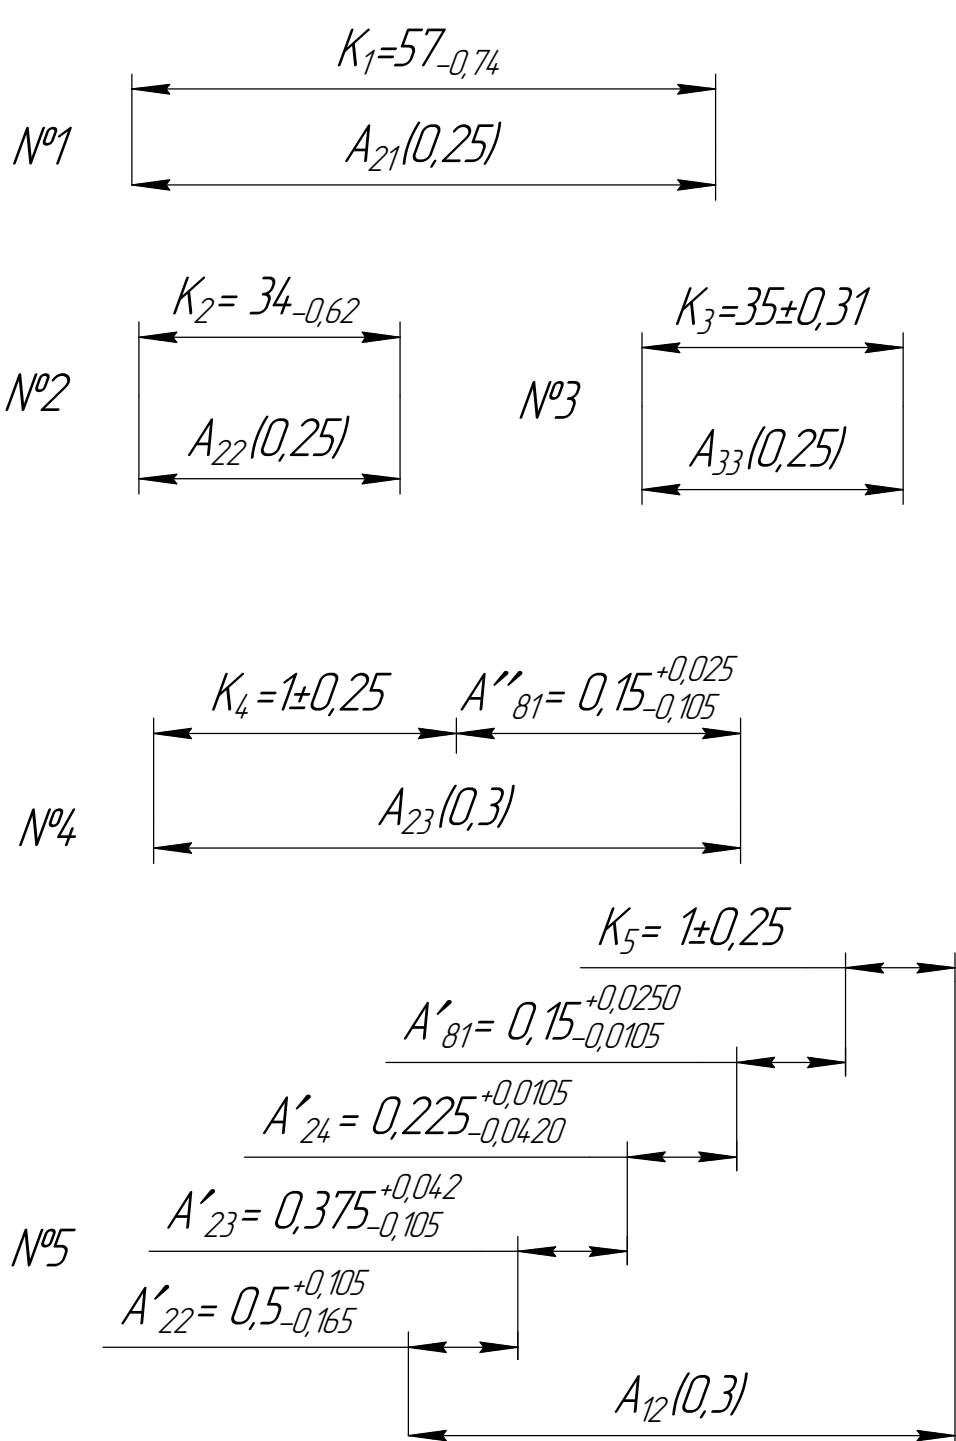 K₁=57₋₀,₇₄
№1
A₂₁(0,25)
K₂= 34₋₀,₆₂
K₃=35±0,31
№2
№3
A₂₂(0,25)
A₃₃(0,25)
K₄=1±0,25
A″₈₁= 0,15 +0,025 −0,105
№4
A₂₃(0,3)
K₅= 1±0,25
A′₈₁= 0,15 +0,0250 −0,0105
A′₂₄= 0,225 +0,0105 −0,0420
A′₂₃= 0,375 +0,042 −0,105
№5
A′₂₂= 0,5 +0,105 −0,165
A₁₂(0,3)